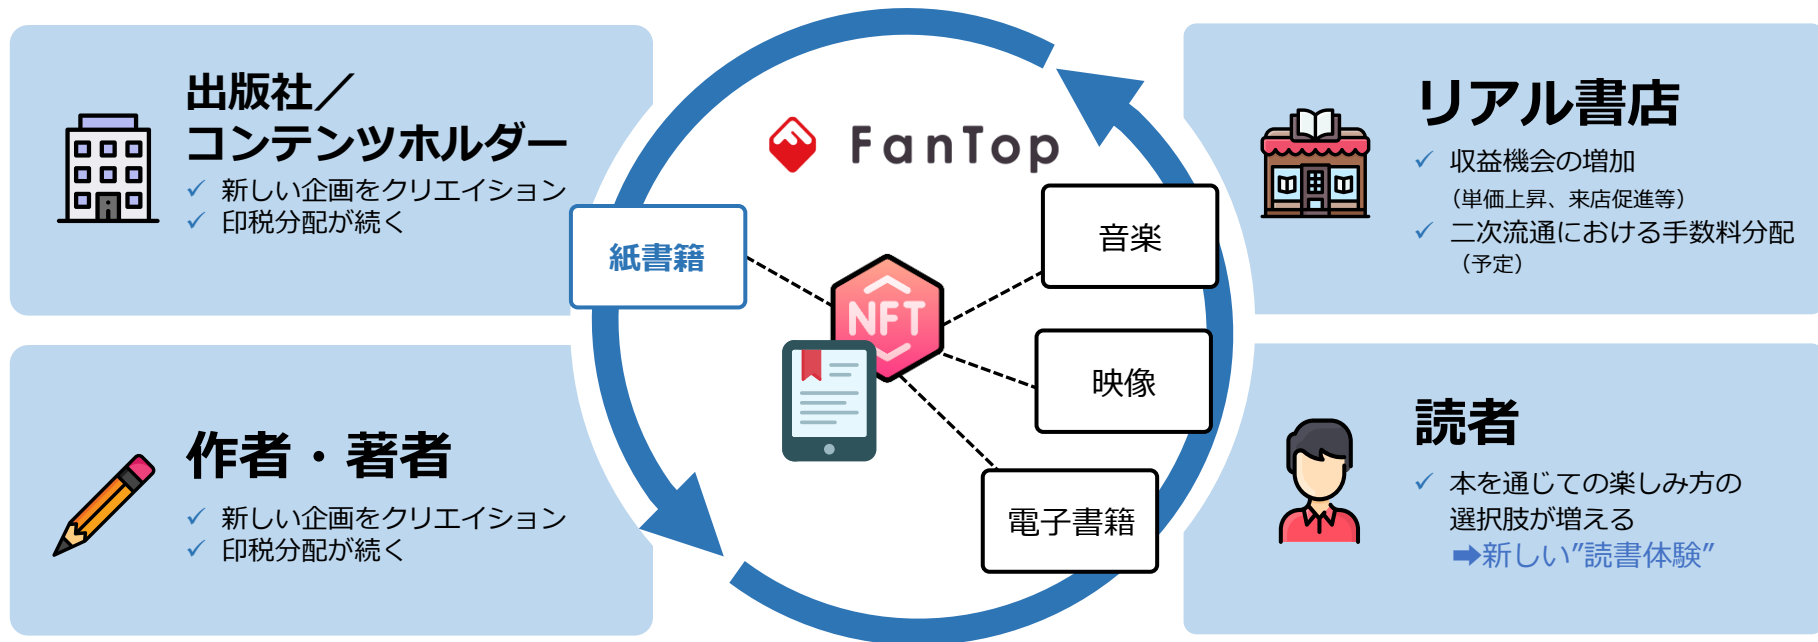 出版社／
コンテンツホルダー
✓ 新しい企画をクリエイション
✓ 印税分配が続く
作者・著者
✓ 新しい企画をクリエイション
✓ 印税分配が続く
FanTop
紙書籍
NFT
音楽
映像
電子書籍
リアル書店
✓ 収益機会の増加
（単価上昇、来店促進等）
✓ 二次流通における手数料分配
（予定）
読者
✓ 本を通じての楽しみ方の
選択肢が増える
➡新しい”読書体験”